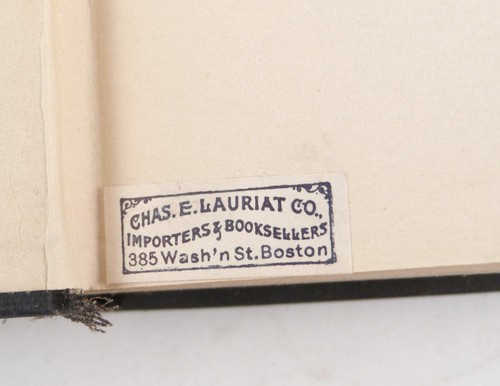 CHAS. E. LAURIAT CO.,
IMPORTERS & BOOKSELLERS
385 Wash'n St. Boston